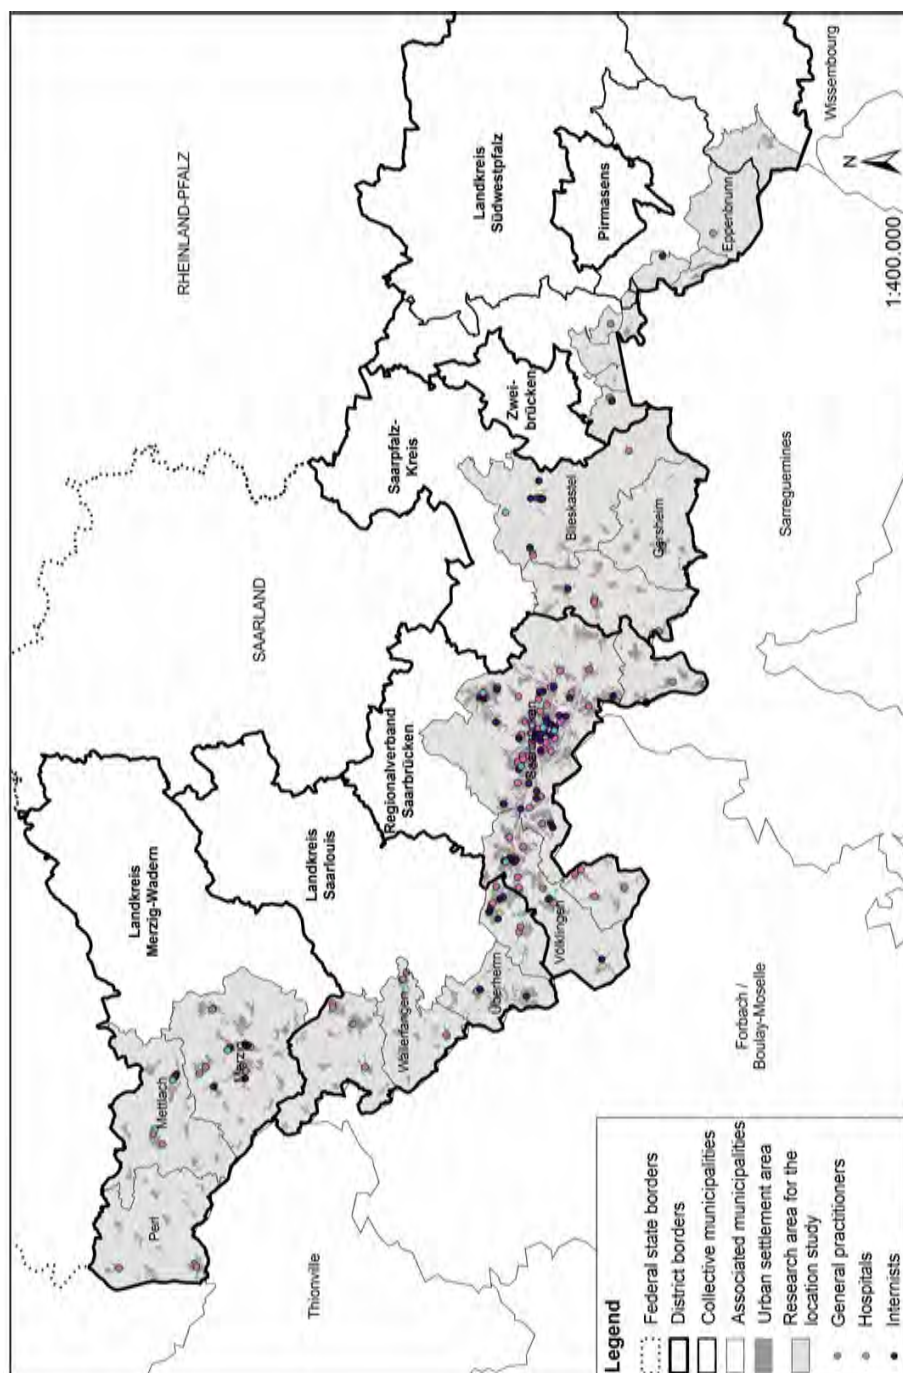 RHEINLAND-PFALZ
SAARLAND
Landkreis
Merzig-Wadern
Landkreis
Saarlouis
Regionalverband
Saarbrücken
Saarpfalz-
Kreis
Landkreis
Südwestpfalz
Pirmasens
Zwei-
brücken
Perl
Mettlach
Merzig
Wallerfangen
Überherrn
Völklingen
Blieskastel
Gersheim
Eppenbrunn
Thionville
Forbach /
Boulay-Moselle
Sarreguemines
Wissembourg
N
1:400.000
Legend
Federal state borders
District borders
Collective municipalities
Associated municipalities
Urban settlement area
Research area for the
location study
General practitioners
Hospitals
Internists